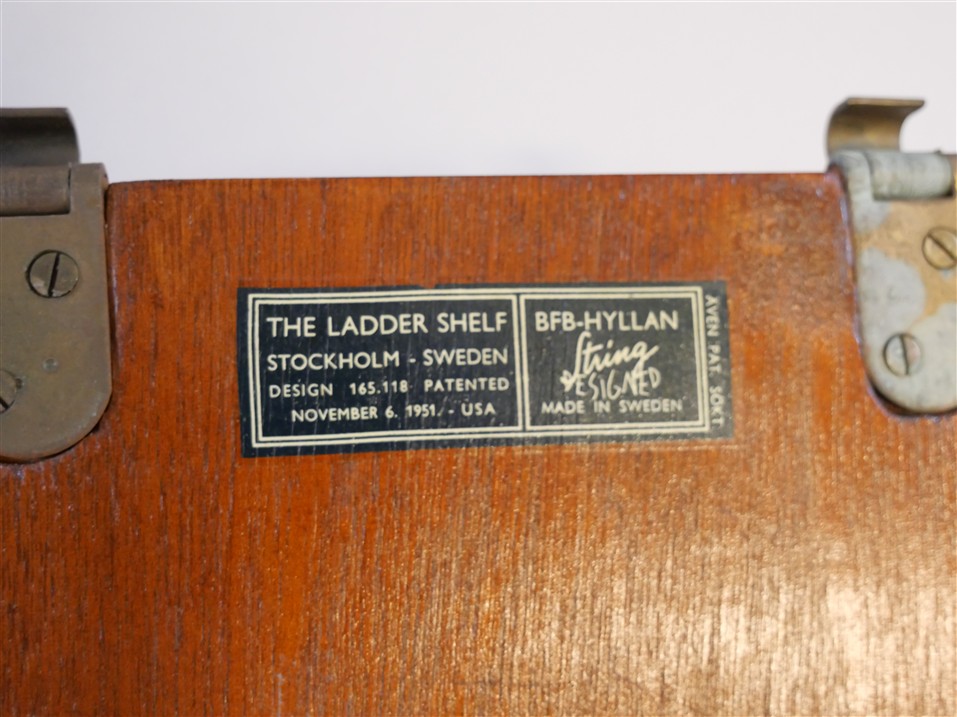 THE LADDER SHELF
STOCKHOLM - SWEDEN
DESIGN 165.118 PATENTED
NOVEMBER 6. 1951. - USA
BFB-HYLLAN
String
DESIGNED
MADE IN SWEDEN
ÄVEN PAT. SÖKT